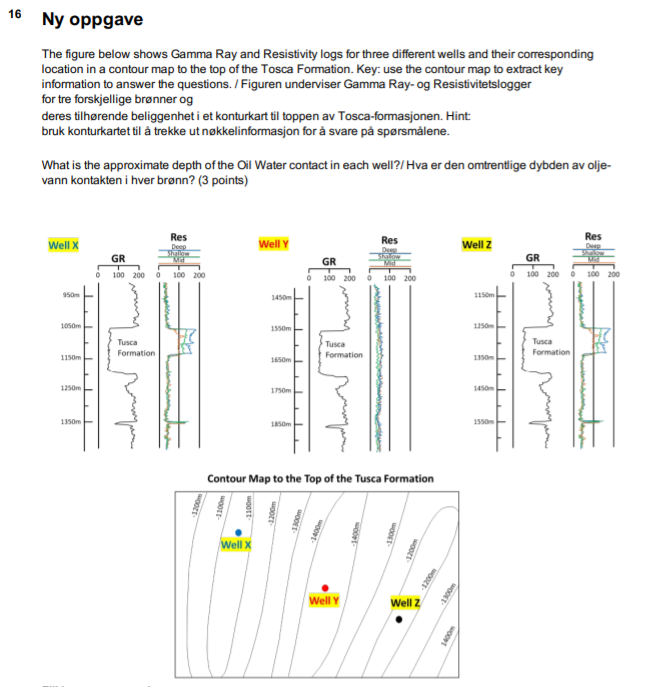 16 Ny oppgave
The figure below shows Gamma Ray and Resistivity logs for three different wells and their corresponding
location in a contour map to the top of the Tosca Formation. Key: use the contour map to extract key
information to answer the questions. / Figuren underviser Gamma Ray- og Resistivitetslogger
for tre forskjellige brønner og
deres tilhørende beliggenhet i et konturkart til toppen av Tosca-formasjonen. Hint:
bruk konturkartet til å trekke ut nøkkelinformasjon for å svare på spørsmålene.
What is the approximate depth of the Oil Water contact in each well?/ Hva er den omtrentlige dybden av olje-
vann kontakten i hver brønn? (3 points)
Well X
GR
0 100 200
Res
Deep
Shallow
Mid
0 100 200
950m
1050m
1150m
1250m
1350m
Tusca
Formation
Well Y
GR
0 100 200
Res
Deep
Shallow
Mid
0 100 200
1450m
1550m
1650m
1750m
1850m
Tusca
Formation
Well Z
GR
0 100 200
Res
Deep
Shallow
Mid
0 100 200
1150m
1250m
1350m
1450m
1550m
Tusca
Formation
Contour Map to the Top of the Tusca Formation
-1200m
-1100m
-1100m
-1200m
-1300m
-1400m
-1400m
-1300m
-1200m
-1200m
-1300m
1400m
Well X
Well Y
Well Z